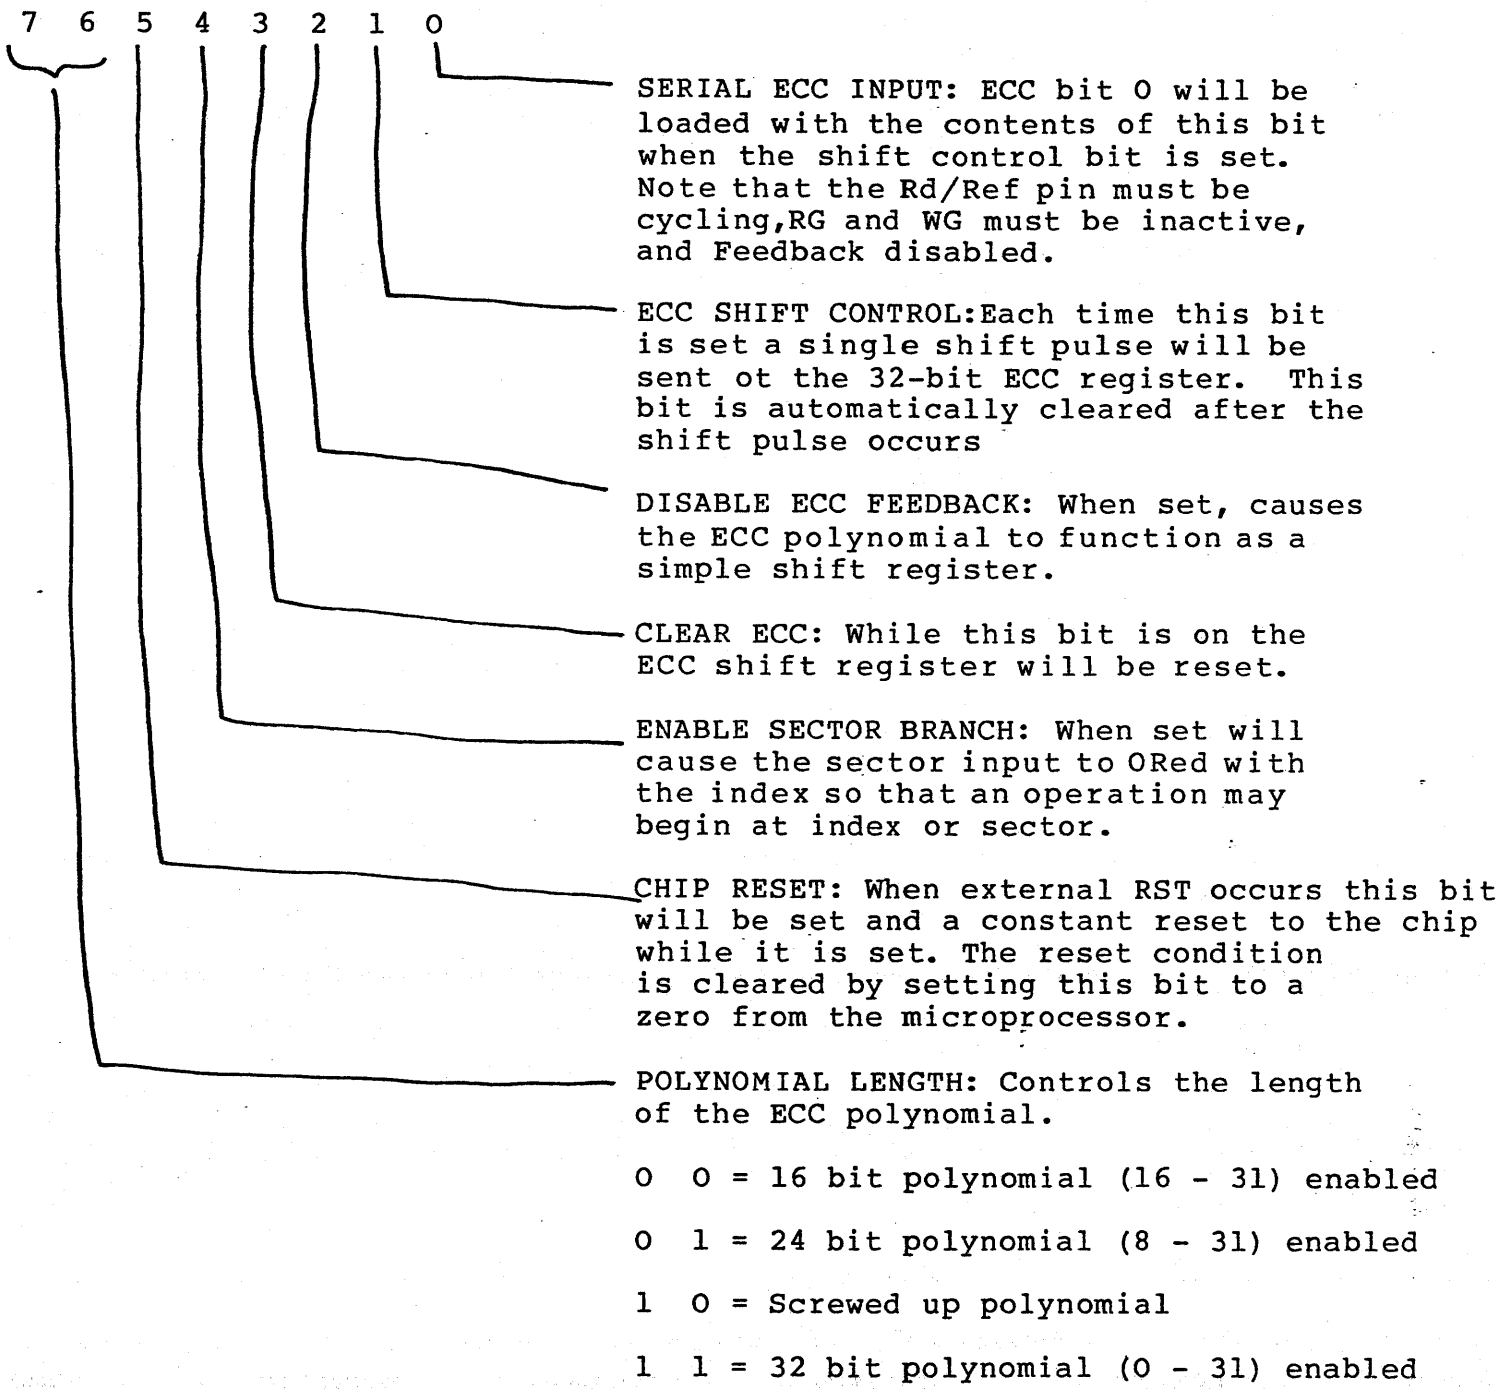 7 6 5 4 3 2 1 0
SERIAL ECC INPUT: ECC bit 0 will be
loaded with the contents of this bit
when the shift control bit is set.
Note that the Rd/Ref pin must be
cycling,RG and WG must be inactive,
and Feedback disabled.
ECC SHIFT CONTROL:Each time this bit
is set a single shift pulse will be
sent ot the 32-bit ECC register. This
bit is automatically cleared after the
shift pulse occurs
DISABLE ECC FEEDBACK: When set, causes
the ECC polynomial to function as a
simple shift register.
CLEAR ECC: While this bit is on the
ECC shift register will be reset.
ENABLE SECTOR BRANCH: When set will
cause the sector input to ORed with
the index so that an operation may
begin at index or sector.
CHIP RESET: When external RST occurs this bit
will be set and a constant reset to the chip
while it is set. The reset condition
is cleared by setting this bit to a
zero from the microprocessor.
POLYNOMIAL LENGTH: Controls the length
of the ECC polynomial.
0 0 = 16 bit polynomial (16 - 31) enabled
0 1 = 24 bit polynomial (8 - 31) enabled
1 0 = Screwed up polynomial
1 1 = 32 bit polynomial (0 - 31) enabled